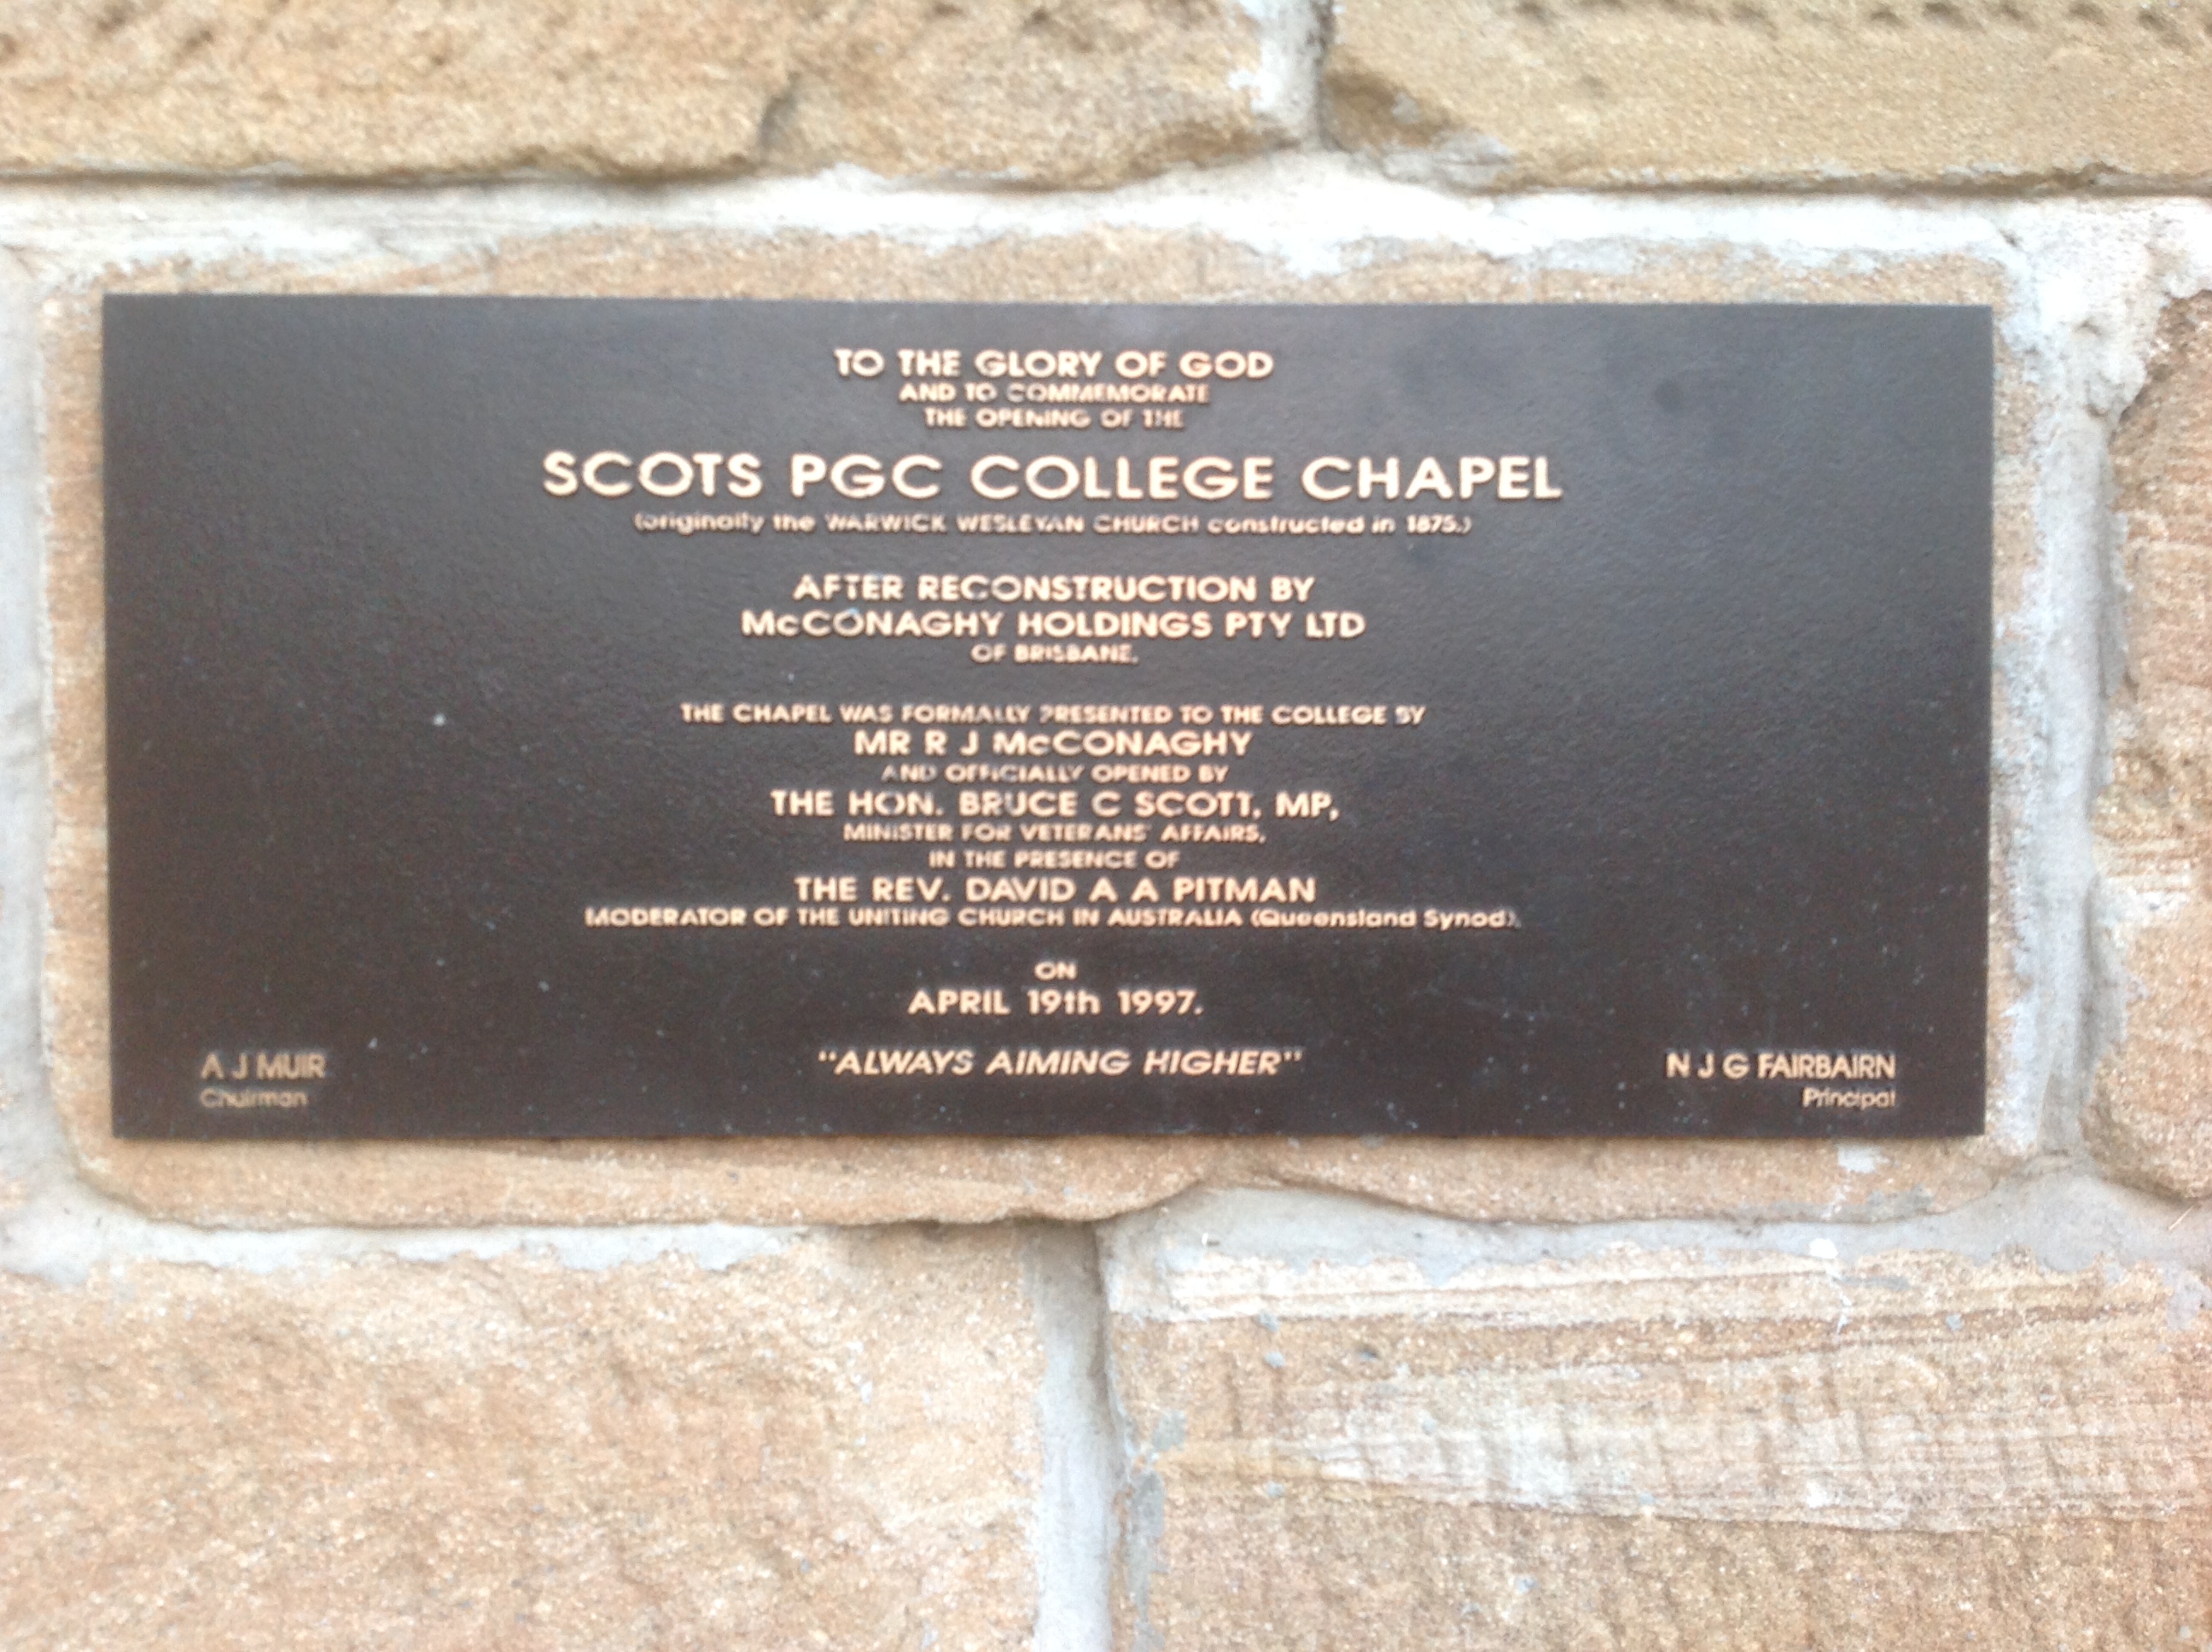 TO THE GLORY OF GOD
AND TO COMMEMORATE
THE OPENING OF THE
SCOTS PGC COLLEGE CHAPEL
(originally the WARWICK WESLEYAN CHURCH constructed in 1875.)
AFTER RECONSTRUCTION BY
McCONAGHY HOLDINGS PTY LTD
OF BRISBANE.
THE CHAPEL WAS FORMALLY PRESENTED TO THE COLLEGE BY
MR R J McCONAGHY
AND OFFICIALLY OPENED BY
THE HON. BRUCE C SCOTT, MP,
MINISTER FOR VETERANS' AFFAIRS,
IN THE PRESENCE OF
THE REV. DAVID A A PITMAN
MODERATOR OF THE UNITING CHURCH IN AUSTRALIA (Queensland Synod).
ON
APRIL 19th 1997.
"ALWAYS AIMING HIGHER"
A J MUIR
Chairman
N J G FAIRBAIRN
Principal